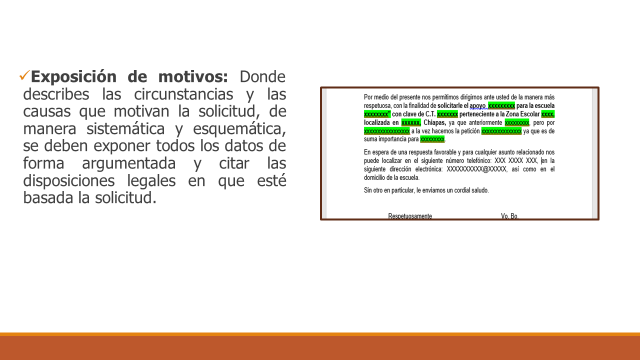 ✓Exposición de motivos: Donde
describes las circunstancias y las
causas que motivan la solicitud, de
manera sistemática y esquemática,
se deben exponer todos los datos de
forma argumentada y citar las
disposiciones legales en que esté
basada la solicitud.
Por medio del presente nos permitimos dirigirnos ante usted de la manera más
respetuosa, con la finalidad de solicitarle el apoyo xxxxxxxxx para la escuela
xxxxxxxx" con clave de C.T. xxxxxxx perteneciente a la Zona Escolar xxxx,
localizada en xxxxxx, Chiapas, ya que anteriormente xxxxxxxxx, pero por
xxxxxxxxxxxxxxxxx a la vez hacemos la petición xxxxxxxxxxxxxxx ya que es de
suma importancia para xxxxxxxxx.
En espera de una respuesta favorable y para cualquier asunto relacionado nos
puede localizar en el siguiente número telefónico: XXX XXXX XXX, en la
siguiente dirección electrónica: XXXXXXXXXX@XXXXX, así como en el
domicilio de la escuela.
Sin otro en particular, le enviamos un cordial saludo.
Respetuosamente Vo. Bo.